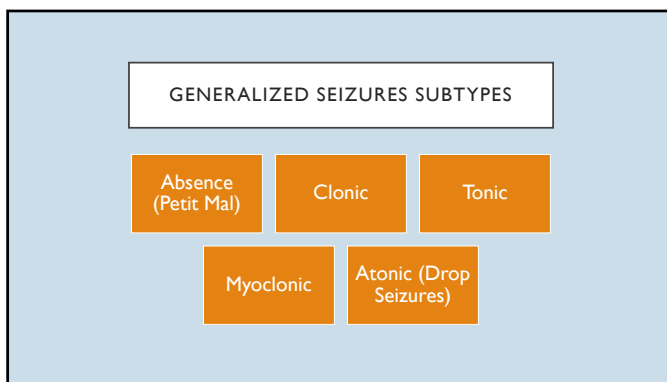 GENERALIZED SEIZURES SUBTYPES
Absence
(Petit Mal)
Clonic
Tonic
Myoclonic
Atonic (Drop
Seizures)